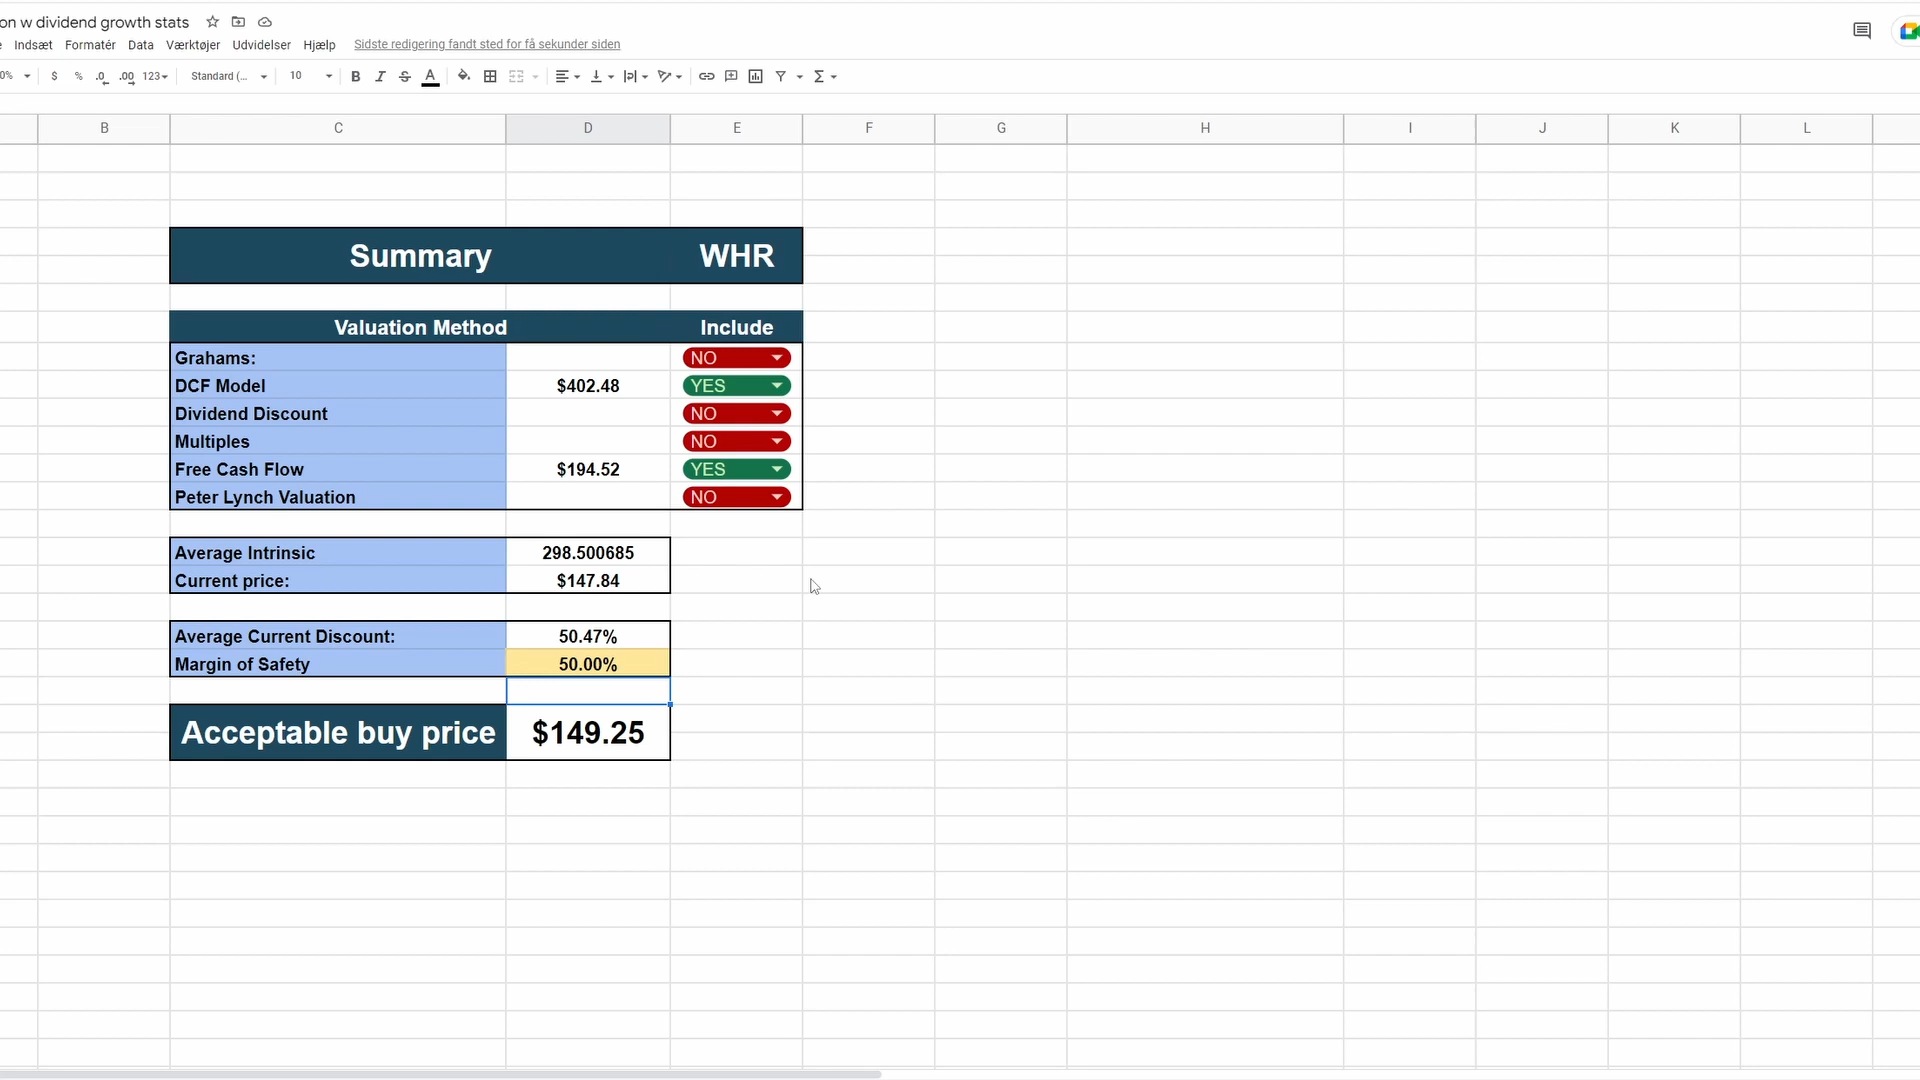 on w dividend growth stats
Indsæt Formatér Data Værktøjer Udvidelser Hjælp Sidste redigering fandt sted for få sekunder siden
0% $ % .0 .00 123 Standard (... 10 B I S A
B C D E F G H I J K L
Summary WHR
Valuation Method Include
Grahams: NO
DCF Model $402.48 YES
Dividend Discount NO
Multiples NO
Free Cash Flow $194.52 YES
Peter Lynch Valuation NO
Average Intrinsic 298.500685
Current price: $147.84
Average Current Discount: 50.47%
Margin of Safety 50.00%
Acceptable buy price $149.25